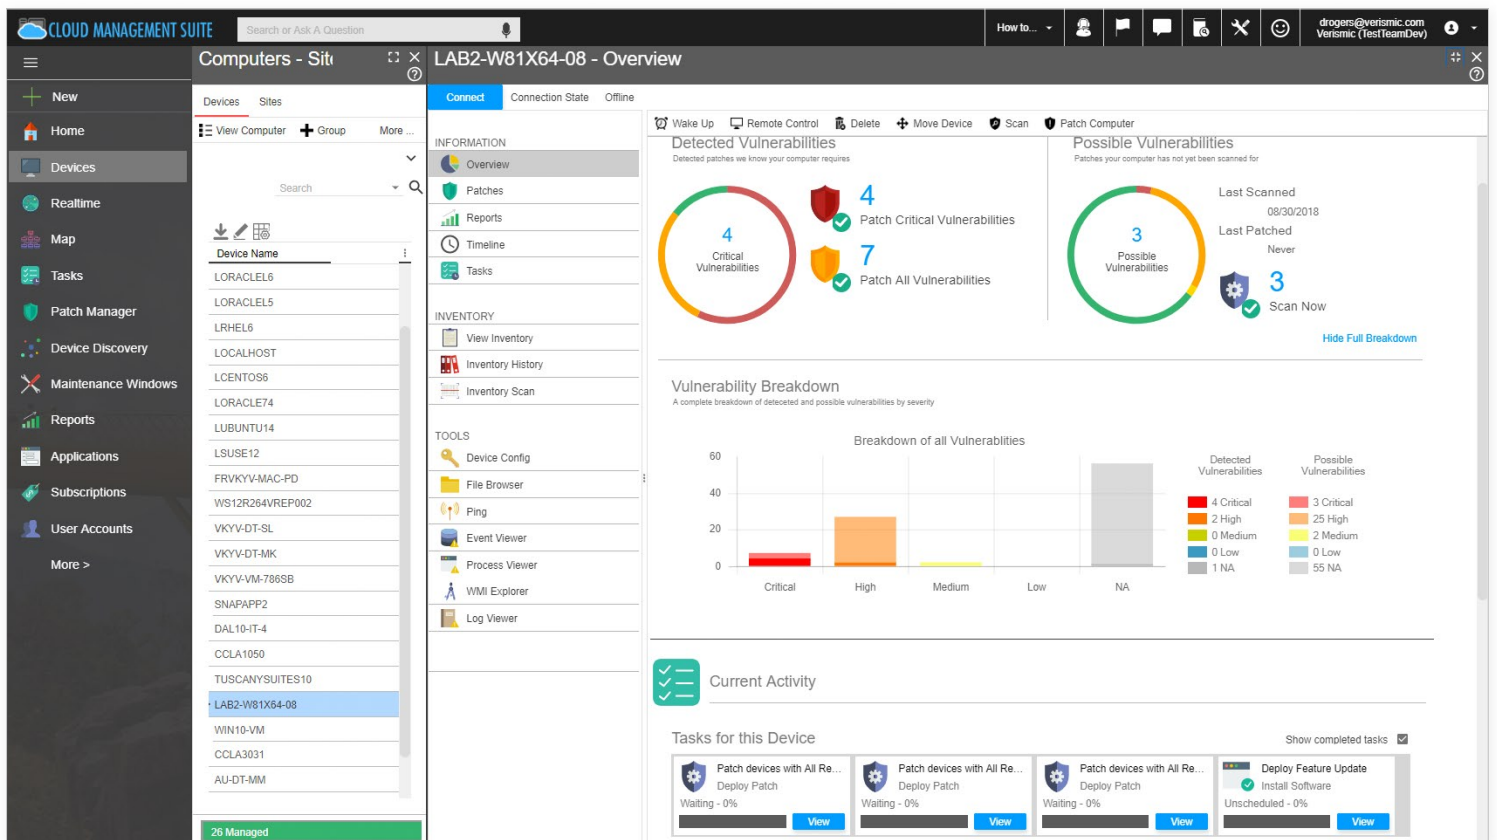 CLOUD MANAGEMENT SUITE
Search or Ask A Question
How to...
drogers@verismic.com
Verismic (TestTeamDev)
New
Home
Devices
Realtime
Map
Tasks
Patch Manager
Device Discovery
Maintenance Windows
Reports
Applications
Subscriptions
User Accounts
More >
Computers - Site
Devices Sites
View Computer Group More ...
Search
Device Name
LORACLEL6
LORACLEL5
LRHEL6
LOCALHOST
LCENTOS6
LORACLE74
LUBUNTU14
LSUSE12
FRVKYV-MAC-PD
WS12R264VREP002
VKYV-DT-SL
VKYV-DT-MK
VKYV-VM-786SB
SNAPAPP2
DAL10-IT-4
CCLA1050
TUSCANYSUITES10
LAB2-W81X64-08
WIN10-VM
CCLA3031
AU-DT-MM
26 Managed
LAB2-W81X64-08 - Overview
Connect Connection State Offline
INFORMATION
Overview
Patches
Reports
Timeline
Tasks
INVENTORY
View Inventory
Inventory History
Inventory Scan
TOOLS
Device Config
File Browser
Ping
Event Viewer
Process Viewer
WMI Explorer
Log Viewer
Wake Up Remote Control Delete Move Device Scan Patch Computer
Detected Vulnerabilities
Detected patches we know your computer requires
4
Critical
Vulnerabilities
4
Patch Critical Vulnerabilities
7
Patch All Vulnerabilities
Possible Vulnerabilities
Patches your computer has not yet been scanned for
3
Possible
Vulnerabilities
Last Scanned
08/30/2018
Last Patched
Never
3
Scan Now
Hide Full Breakdown
Vulnerability Breakdown
A complete breakdown of deteceted and possible vulnerabilities by severity
Breakdown of all Vulnerablities
60
40
20
0
Critical High Medium Low NA
Detected
Vulnerabilities
4 Critical
2 High
0 Medium
0 Low
1 NA
Possible
Vulnerabilities
3 Critical
25 High
2 Medium
0 Low
55 NA
Current Activity
Tasks for this Device
Show completed tasks
Patch devices with All Re...
Deploy Patch
Waiting - 0%
View
Patch devices with All Re...
Deploy Patch
Waiting - 0%
View
Patch devices with All Re...
Deploy Patch
Waiting - 0%
View
Deploy Feature Update
Install Software
Unscheduled - 0%
View